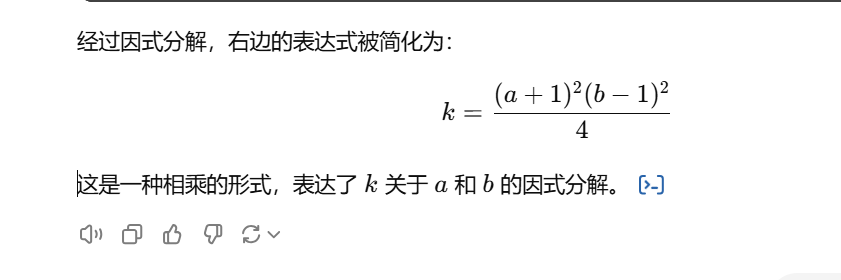 经过因式分解，右边的表达式被简化为：
k = (a + 1)²(b − 1)² / 4
这是一种相乘的形式，表达了 k 关于 a 和 b 的因式分解。 [>-]